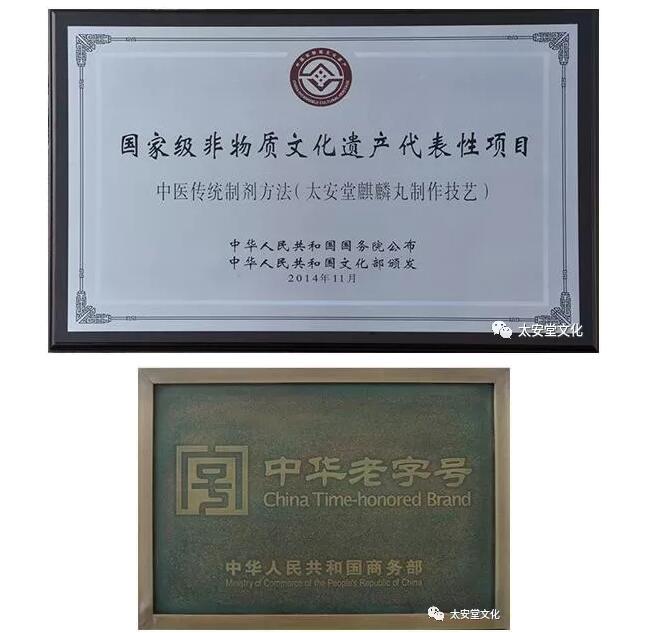 国家级非物质文化遗产代表性项目
中医传统制剂方法(太安堂麒麟丸制作技艺)
中华人民共和国国务院公布
中华人民共和国文化部颁发
2014年11月
太安堂文化
中华老字号
China Time-honored Brand
中华人民共和国商务部
Ministry of Commerce of the People's Republic of China
太安堂文化